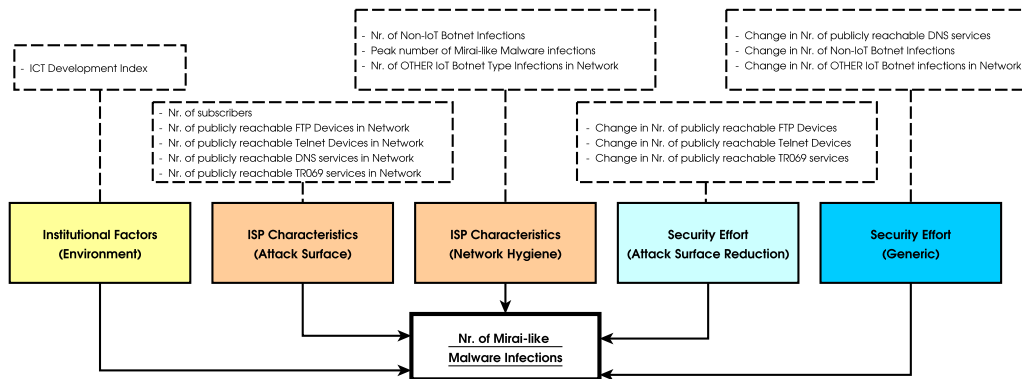 - Nr. of Non-IoT Botnet Infections
- Peak number of Mirai-like Malware infections
- Nr. of OTHER IoT Botnet Type Infections in Network
- Change in Nr. of publicly reachable DNS services
- Change in Nr. of Non-IoT Botnet Infections
- Change in Nr. of OTHER IoT Botnet infections in Network
- ICT Development Index
- Nr. of subscribers
- Nr. of publicly reachable FTP Devices in Network
- Nr. of publicly reachable Telnet Devices in Network
- Nr. of publicly reachable DNS services in Network
- Nr. of publicly reachable TR069 services in Network
- Change in Nr. of publicly reachable FTP Devices
- Change in Nr. of publicly reachable Telnet Devices
- Change in Nr. of publicly reachable TR069 services
Institutional Factors
(Environment)
ISP Characteristics
(Attack Surface)
ISP Characteristics
(Network Hygiene)
Security Effort
(Attack Surface Reduction)
Security Effort
(Generic)
Nr. of Mirai-like
Malware Infections